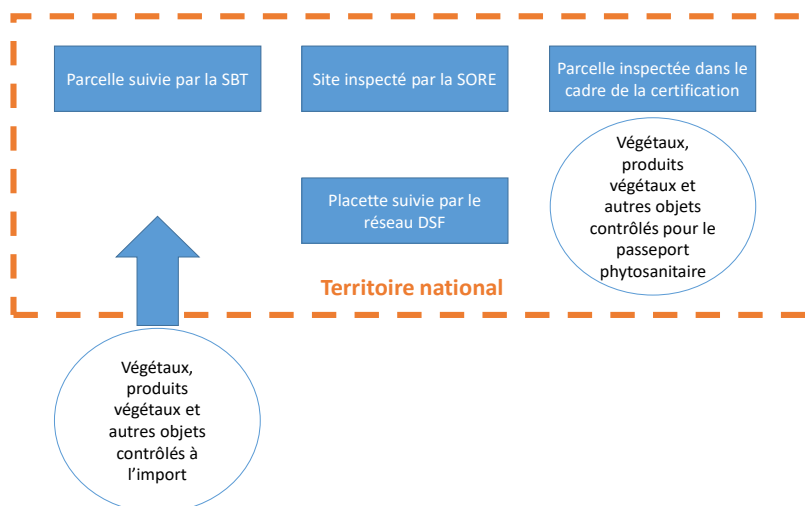 Parcelle suivie par la SBT
Site inspecté par la SORE
Parcelle inspectée dans le
cadre de la certification
Végétaux,
produits
végétaux et
autres objets
contrôlés pour le
passeport
phytosanitaire
Placette suivie par le
réseau DSF
Territoire national
Végétaux,
produits
végétaux et
autres objets
contrôlés à
l’import